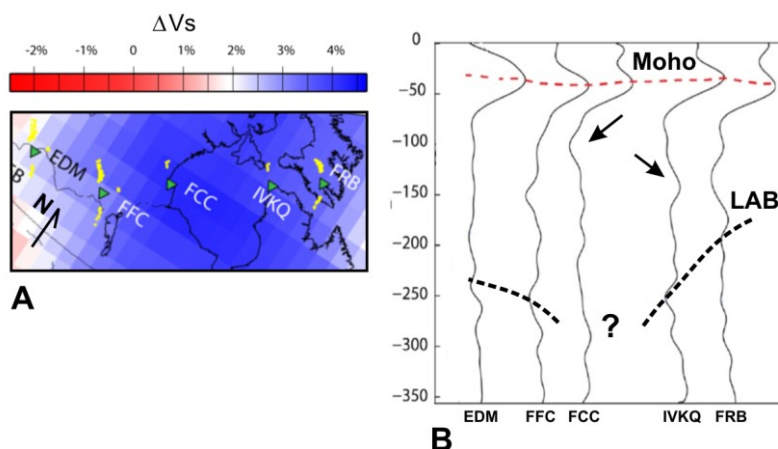 ΔVs
-2% -1% 0% 1% 2% 3% 4%
TB
EDM
FFC
FCC
IVKQ
FRB
N
A
0
−50
−100
−150
−200
−250
−300
−350
Moho
LAB
?
EDM FFC FCC IVKQ FRB
B